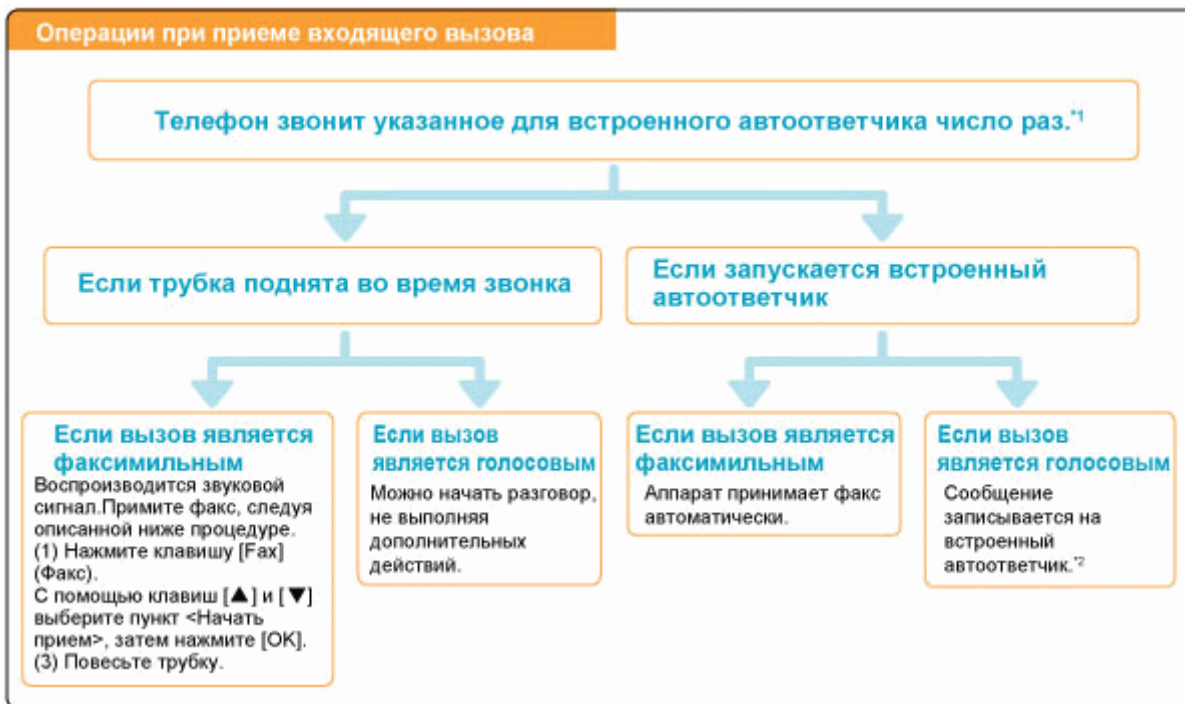 Операции при приеме входящего вызова
Телефон звонит указанное для встроенного автоответчика число раз.*1
Если трубка поднята во время звонка
Если запускается встроенный
автоответчик
Если вызов является
факсимильным
Воспроизводится звуковой
сигнал.Примите факс, следуя
описанной ниже процедуре.
(1) Нажмите клавишу [Fax]
(Факс).
С помощью клавиш [▲] и [▼]
выберите пункт <Начать
прием>, затем нажмите [OK].
(3) Повесьте трубку.
Если вызов
является голосовым
Можно начать разговор,
не выполняя
дополнительных
действий.
Если вызов является
факсимильным
Аппарат принимает факс
автоматически.
Если вызов
является голосовым
Сообщение
записывается на
встроенный
автоответчик.*2